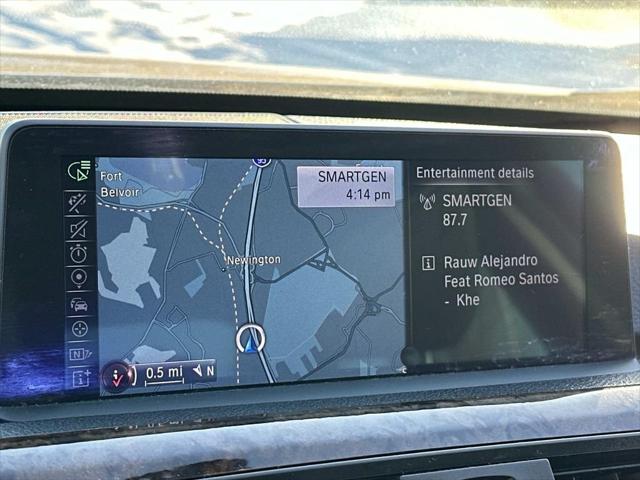 95
Fort
Belvoir
Newington
SMARTGEN
4:14 pm
0.5 mi
N
N
Entertainment details
SMARTGEN
87.7
Rauw Alejandro
Feat Romeo Santos
- Khe